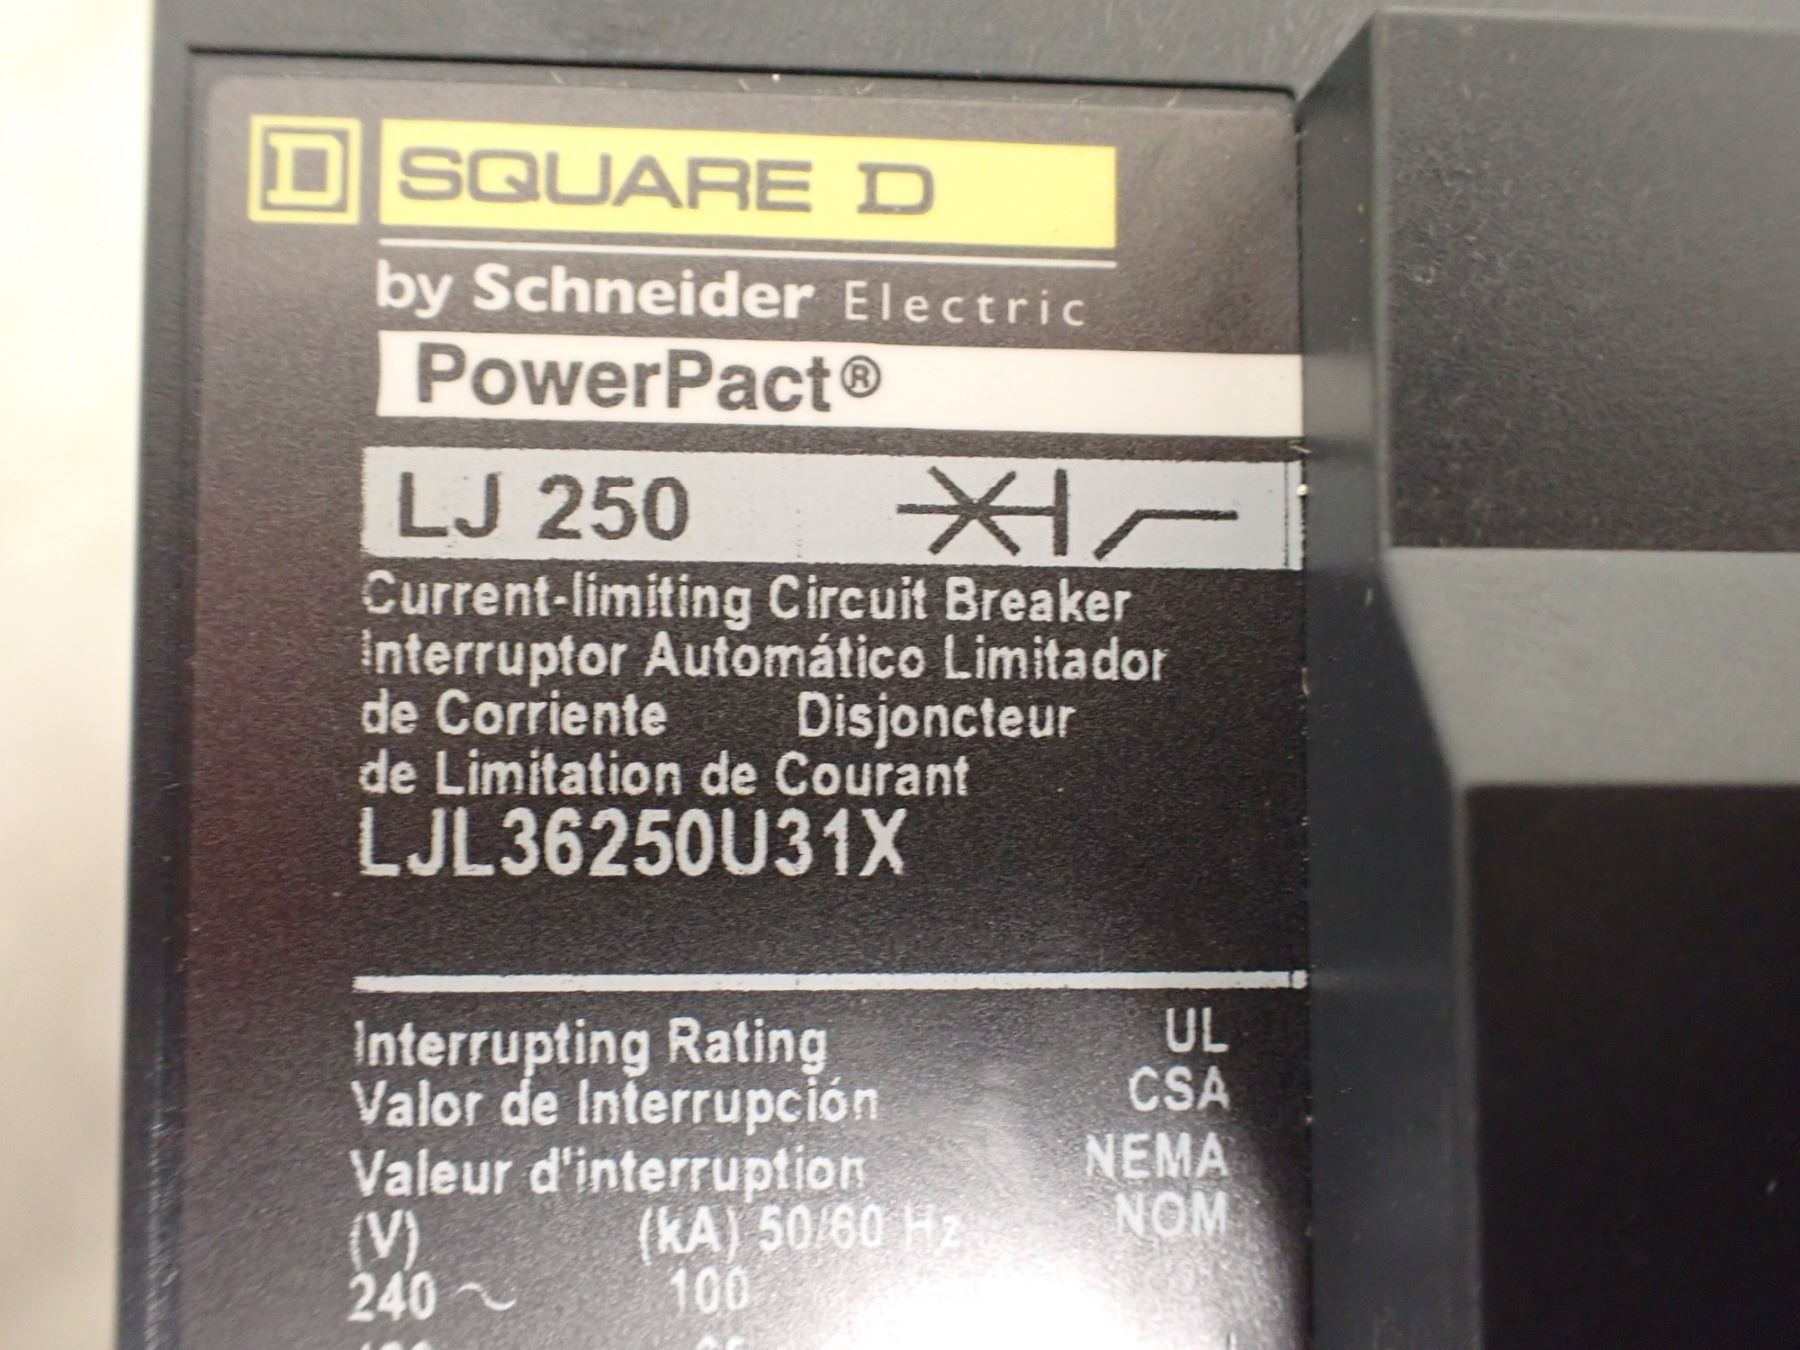 D SQUARE D
by Schneider Electric
PowerPact®
LJ 250
Current-limiting Circuit Breaker
Interruptor Automático Limitador
de Corriente Disjoncteur
de Limitation de Courant
LJL36250U31X
Interrupting Rating UL
Valor de Interrupción CSA
Valeur d'interruption NEMA
(V) (kA) 50/60 Hz NOM
240 ~ 100